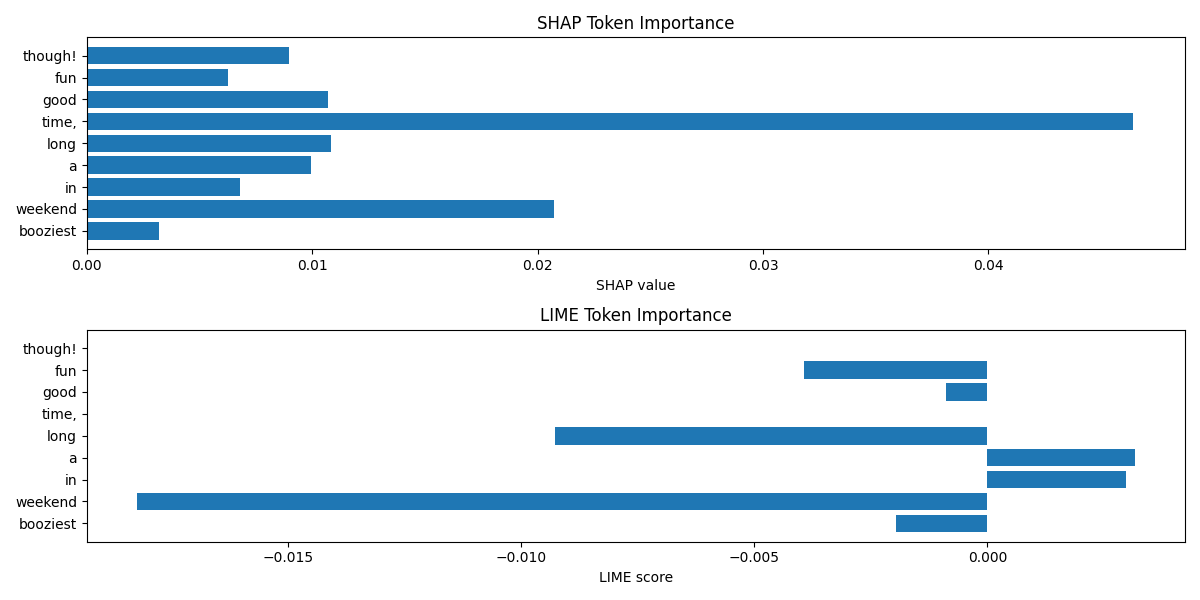 SHAP Token Importance
though!
fun
good
time,
long
a
in
weekend
booziest
0.00 0.01 0.02 0.03 0.04
SHAP value
LIME Token Importance
though!
fun
good
time,
long
a
in
weekend
booziest
−0.015 −0.010 −0.005 0.000
LIME score